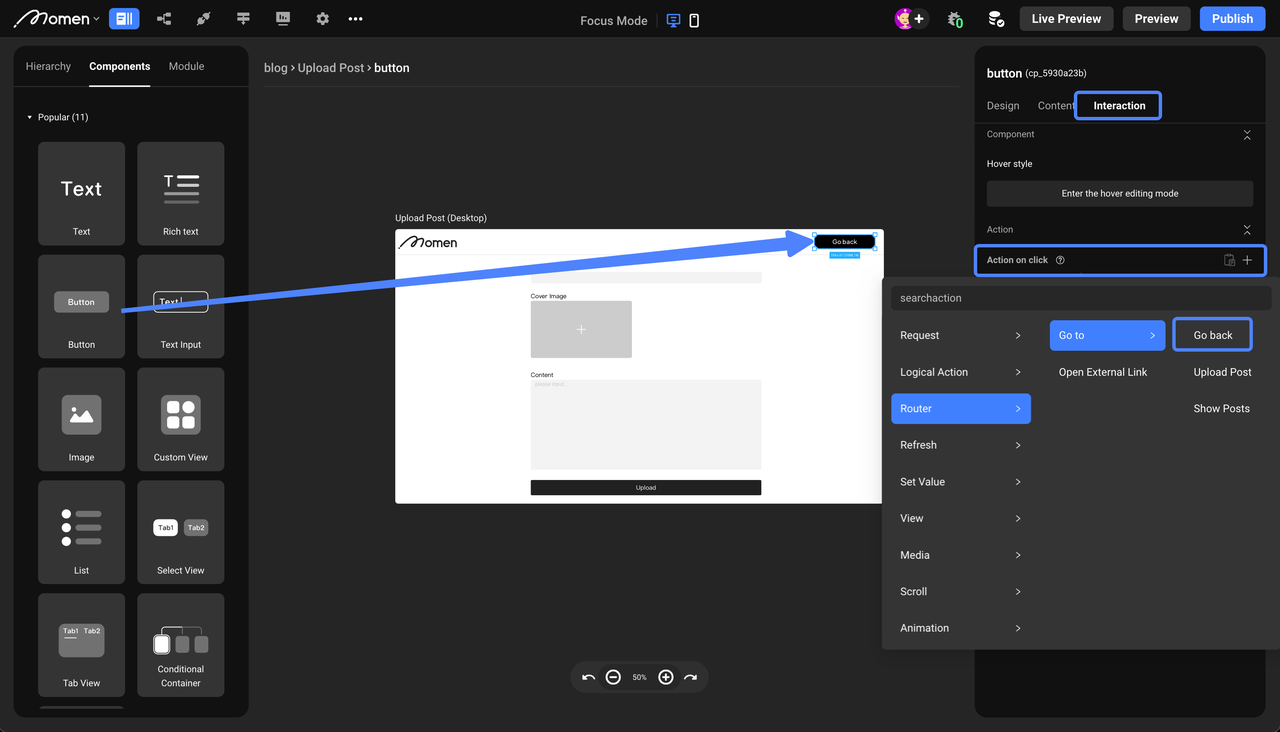 Momen
Focus Mode
0
Live Preview
Preview
Publish
Hierarchy
Components
Module
Popular (11)
Text
Text
T
Rich text
Button
Button
Text
Text Input
Image
Custom View
List
Tab1 Tab2
Select View
Tab1 Tab2
Tab View
Conditional
Container
blog › Upload Post › button
Upload Post (Desktop)
Momen
Go back
Cover Image
Content
please input...
Upload
50%
button (cp_5930a23b)
Design
Content
Interaction
Component
Hover style
Enter the hover editing mode
Action
Action on click
searchaction
Request
Logical Action
Router
Refresh
Set Value
View
Media
Scroll
Animation
Go to
Open External Link
Go back
Upload Post
Show Posts